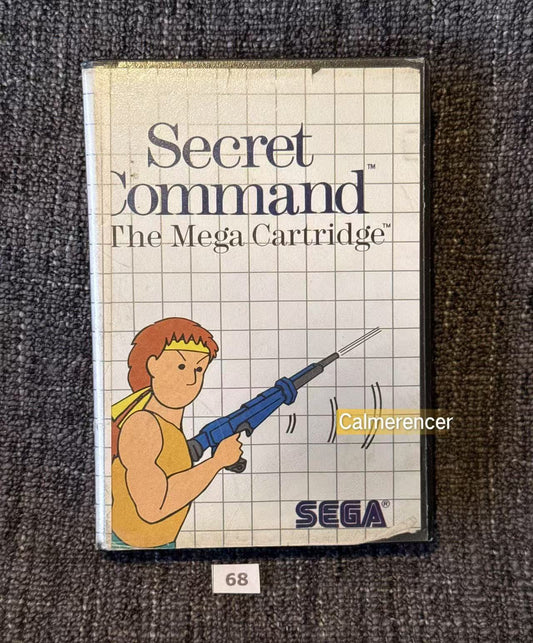 Secret
Command™
The Mega Cartridge™
Calmerencer
SEGA®
68